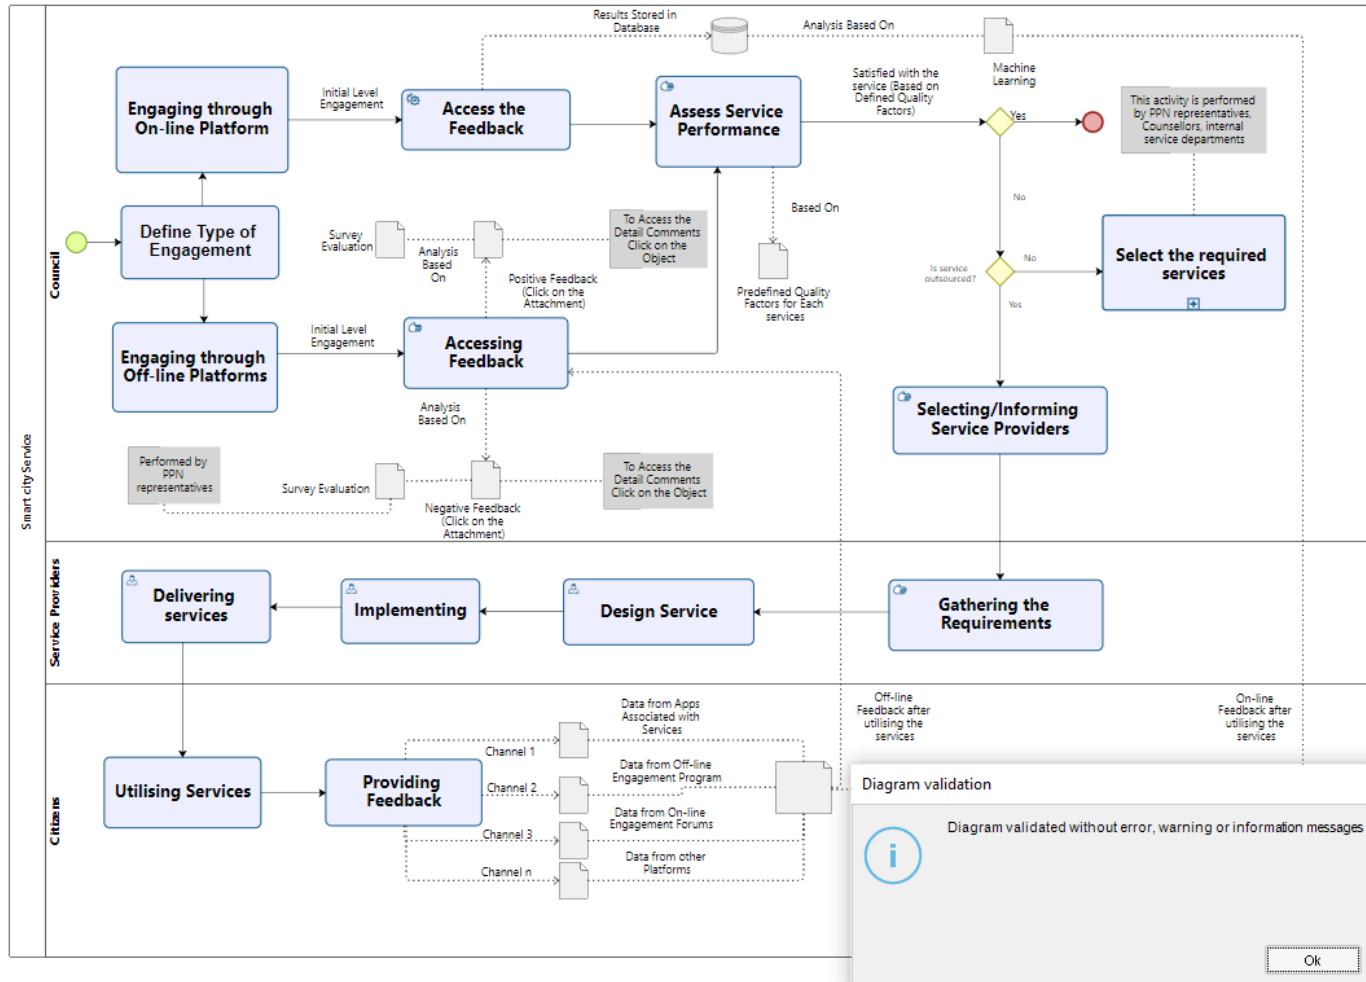 Smart city Service
Council
Service Providers
Citizens
Results Stored in
Database
Analysis Based On
Machine
Learning
Engaging through
On-line Platform
Initial Level
Engagement
Access the
Feedback
Assess Service
Performance
Satisfied with the
service (Based on
Defined Quality
Factors)
Yes
This activity is performed
by PPN representatives,
Counsellors, internal
service departments
Define Type of
Engagement
Survey
Evaluation
Analysis
Based
On
To Access the
Detail Comments
Click on the
Object
Positive Feedback
(Click on the
Attachment)
Based On
Predefined Quality
Factors for Each
services
No
Is service
outsourced?
No
Yes
Select the required
services
Engaging through
Off-line Platforms
Initial Level
Engagement
Accessing
Feedback
Analysis
Based On
Selecting/Informing
Service Providers
Performed by
PPN
representatives
Survey Evaluation
To Access the
Detail Comments
Click on the Object
Negative Feedback
(Click on the
Attachment)
Delivering
services
Implementing
Design Service
Gathering the
Requirements
Off-line
Feedback after
utilising the
services
On-line
Feedback after
utilising the
services
Utilising Services
Providing
Feedback
Channel 1
Data from Apps
Associated with
Services
Channel 2
Data from Off-line
Engagement Program
Channel 3
Data from On-line
Engagement Forums
Channel n
Data from other
Platforms
Diagram validation
Diagram validated without error, warning or information messages
Ok